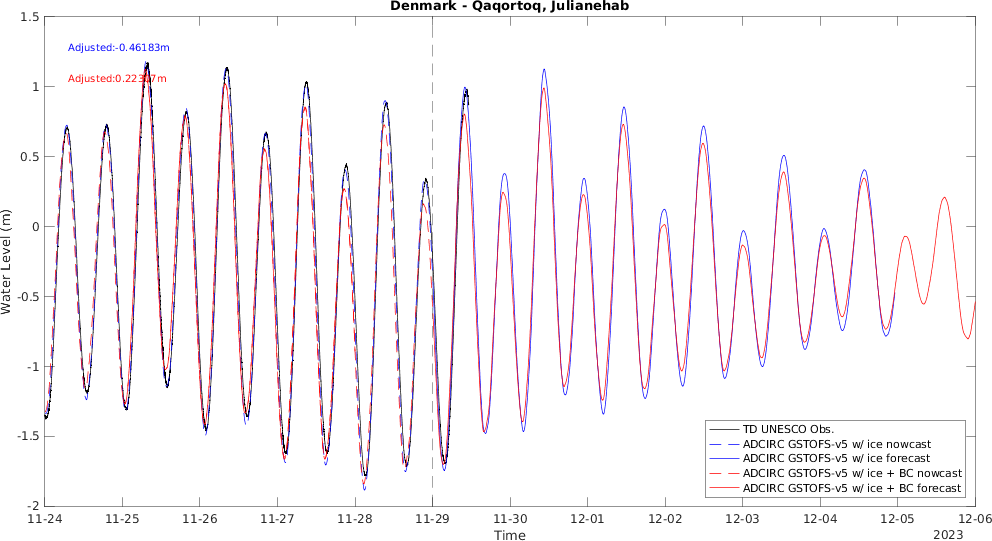 Denmark - Qaqortoq, Julianehab
Adjusted:-0.46183m
1.5
1
0.5
0
-0.5
-1
-1.5
-2
Water Level (m)
TD UNESCO Obs.
ADCIRC GSTOFS-v5 w/ ice nowcast
ADCIRC GSTOFS-v5 w/ ice forecast
ADCIRC GSTOFS-v5 w/ ice + BC nowcast
ADCIRC GSTOFS-v5 w/ ice + BC forecast
11-24 11-25 11-26 11-27 11-28 11-29 11-30 12-01 12-02 12-03 12-04 12-05 12-06
Time
2023